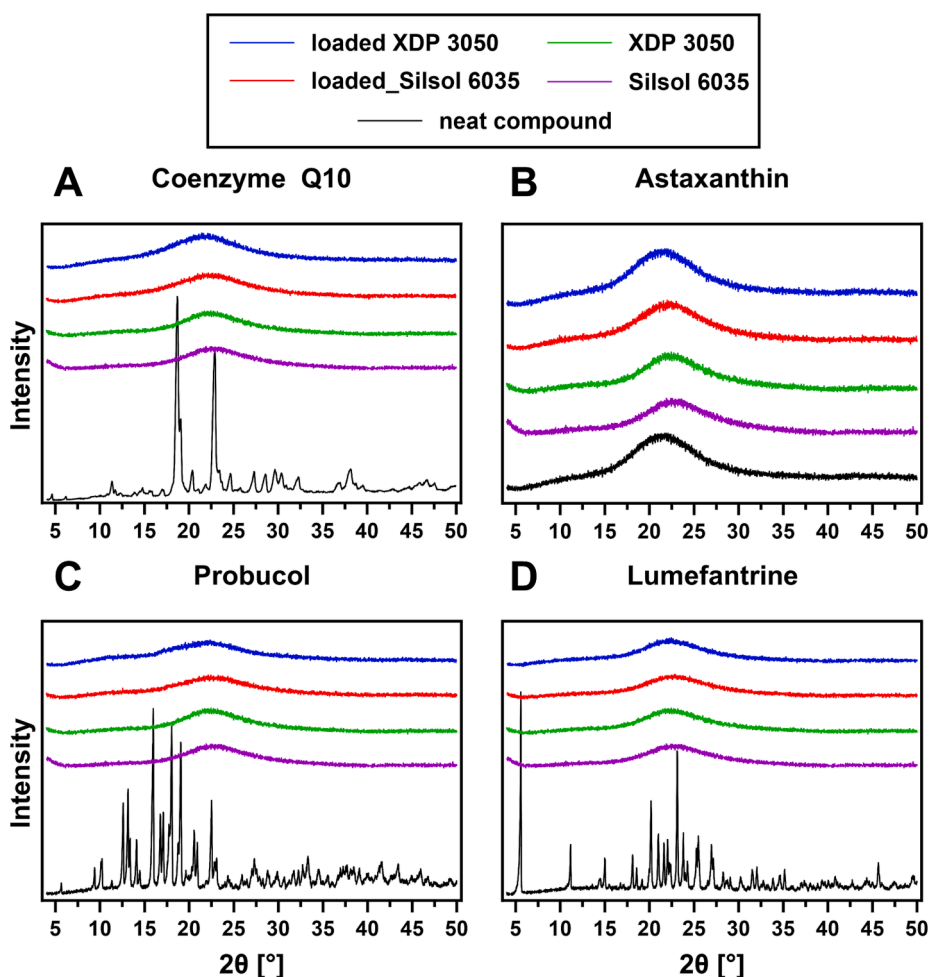 loaded XDP 3050 XDP 3050
loaded_Silsol 6035 Silsol 6035
neat compound
A Coenzyme Q10 B Astaxanthin
Intensity
5 10 15 20 25 30 35 40 45 50 5 10 15 20 25 30 35 40 45 50
C Probucol D Lumefantrine
Intensity
5 10 15 20 25 30 35 40 45 50 5 10 15 20 25 30 35 40 45 50
2θ [°] 2θ [°]